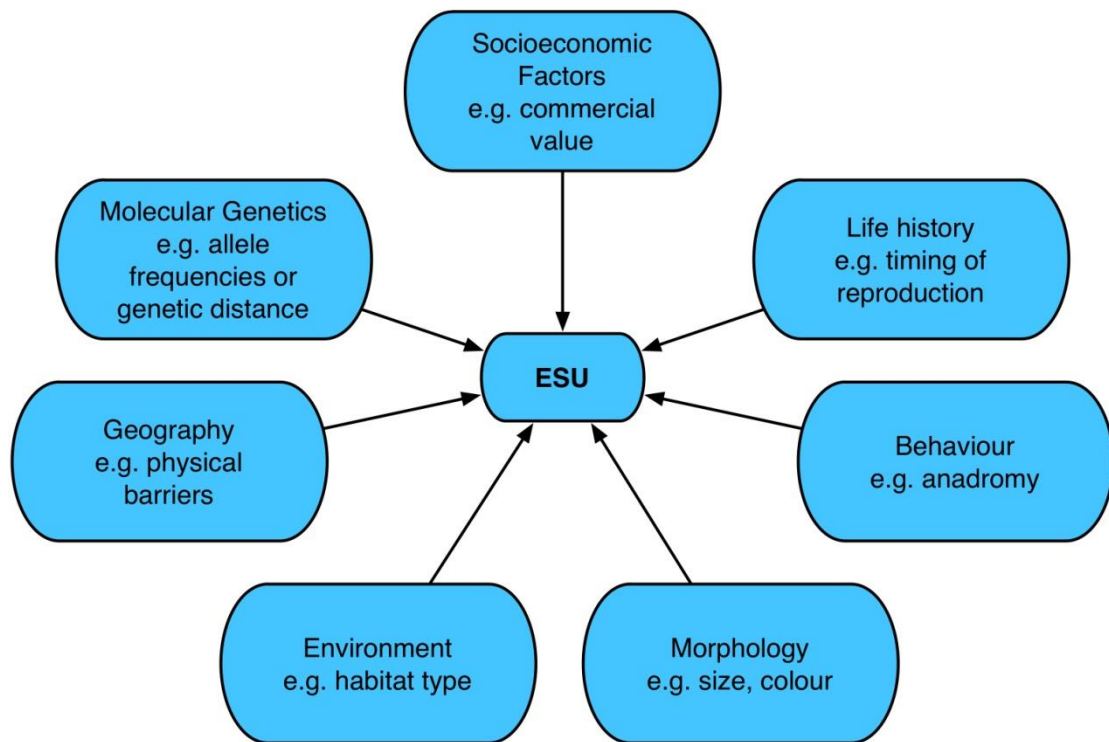 Socioeconomic
Factors
e.g. commercial
value
Molecular Genetics
e.g. allele
frequencies or
genetic distance
Life history
e.g. timing of
reproduction
ESU
Geography
e.g. physical
barriers
Behaviour
e.g. anadromy
Environment
e.g. habitat type
Morphology
e.g. size, colour